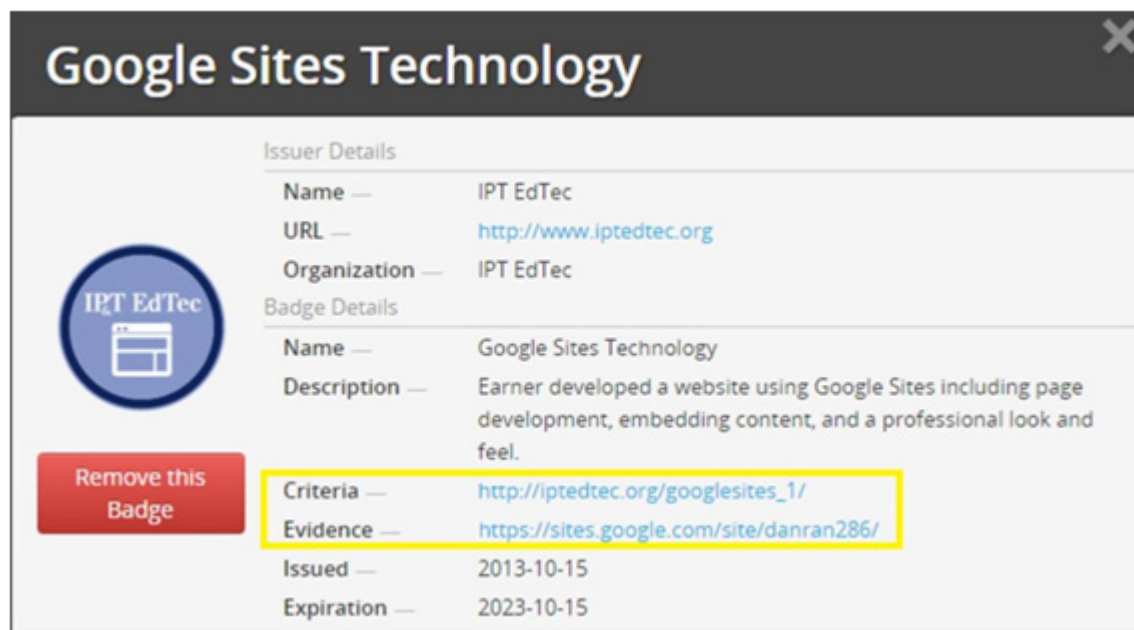 Google Sites Technology
Issuer Details
Name — IPT EdTec
URL — http://www.iptedtec.org
Organization — IPT EdTec
IP&T EdTec
Badge Details
Name — Google Sites Technology
Description — Earner developed a website using Google Sites including page
development, embedding content, and a professional look and
feel.
Remove this
Badge
Criteria — http://iptedtec.org/googlesites_1/
Evidence — https://sites.google.com/site/danran286/
Issued — 2013-10-15
Expiration — 2023-10-15